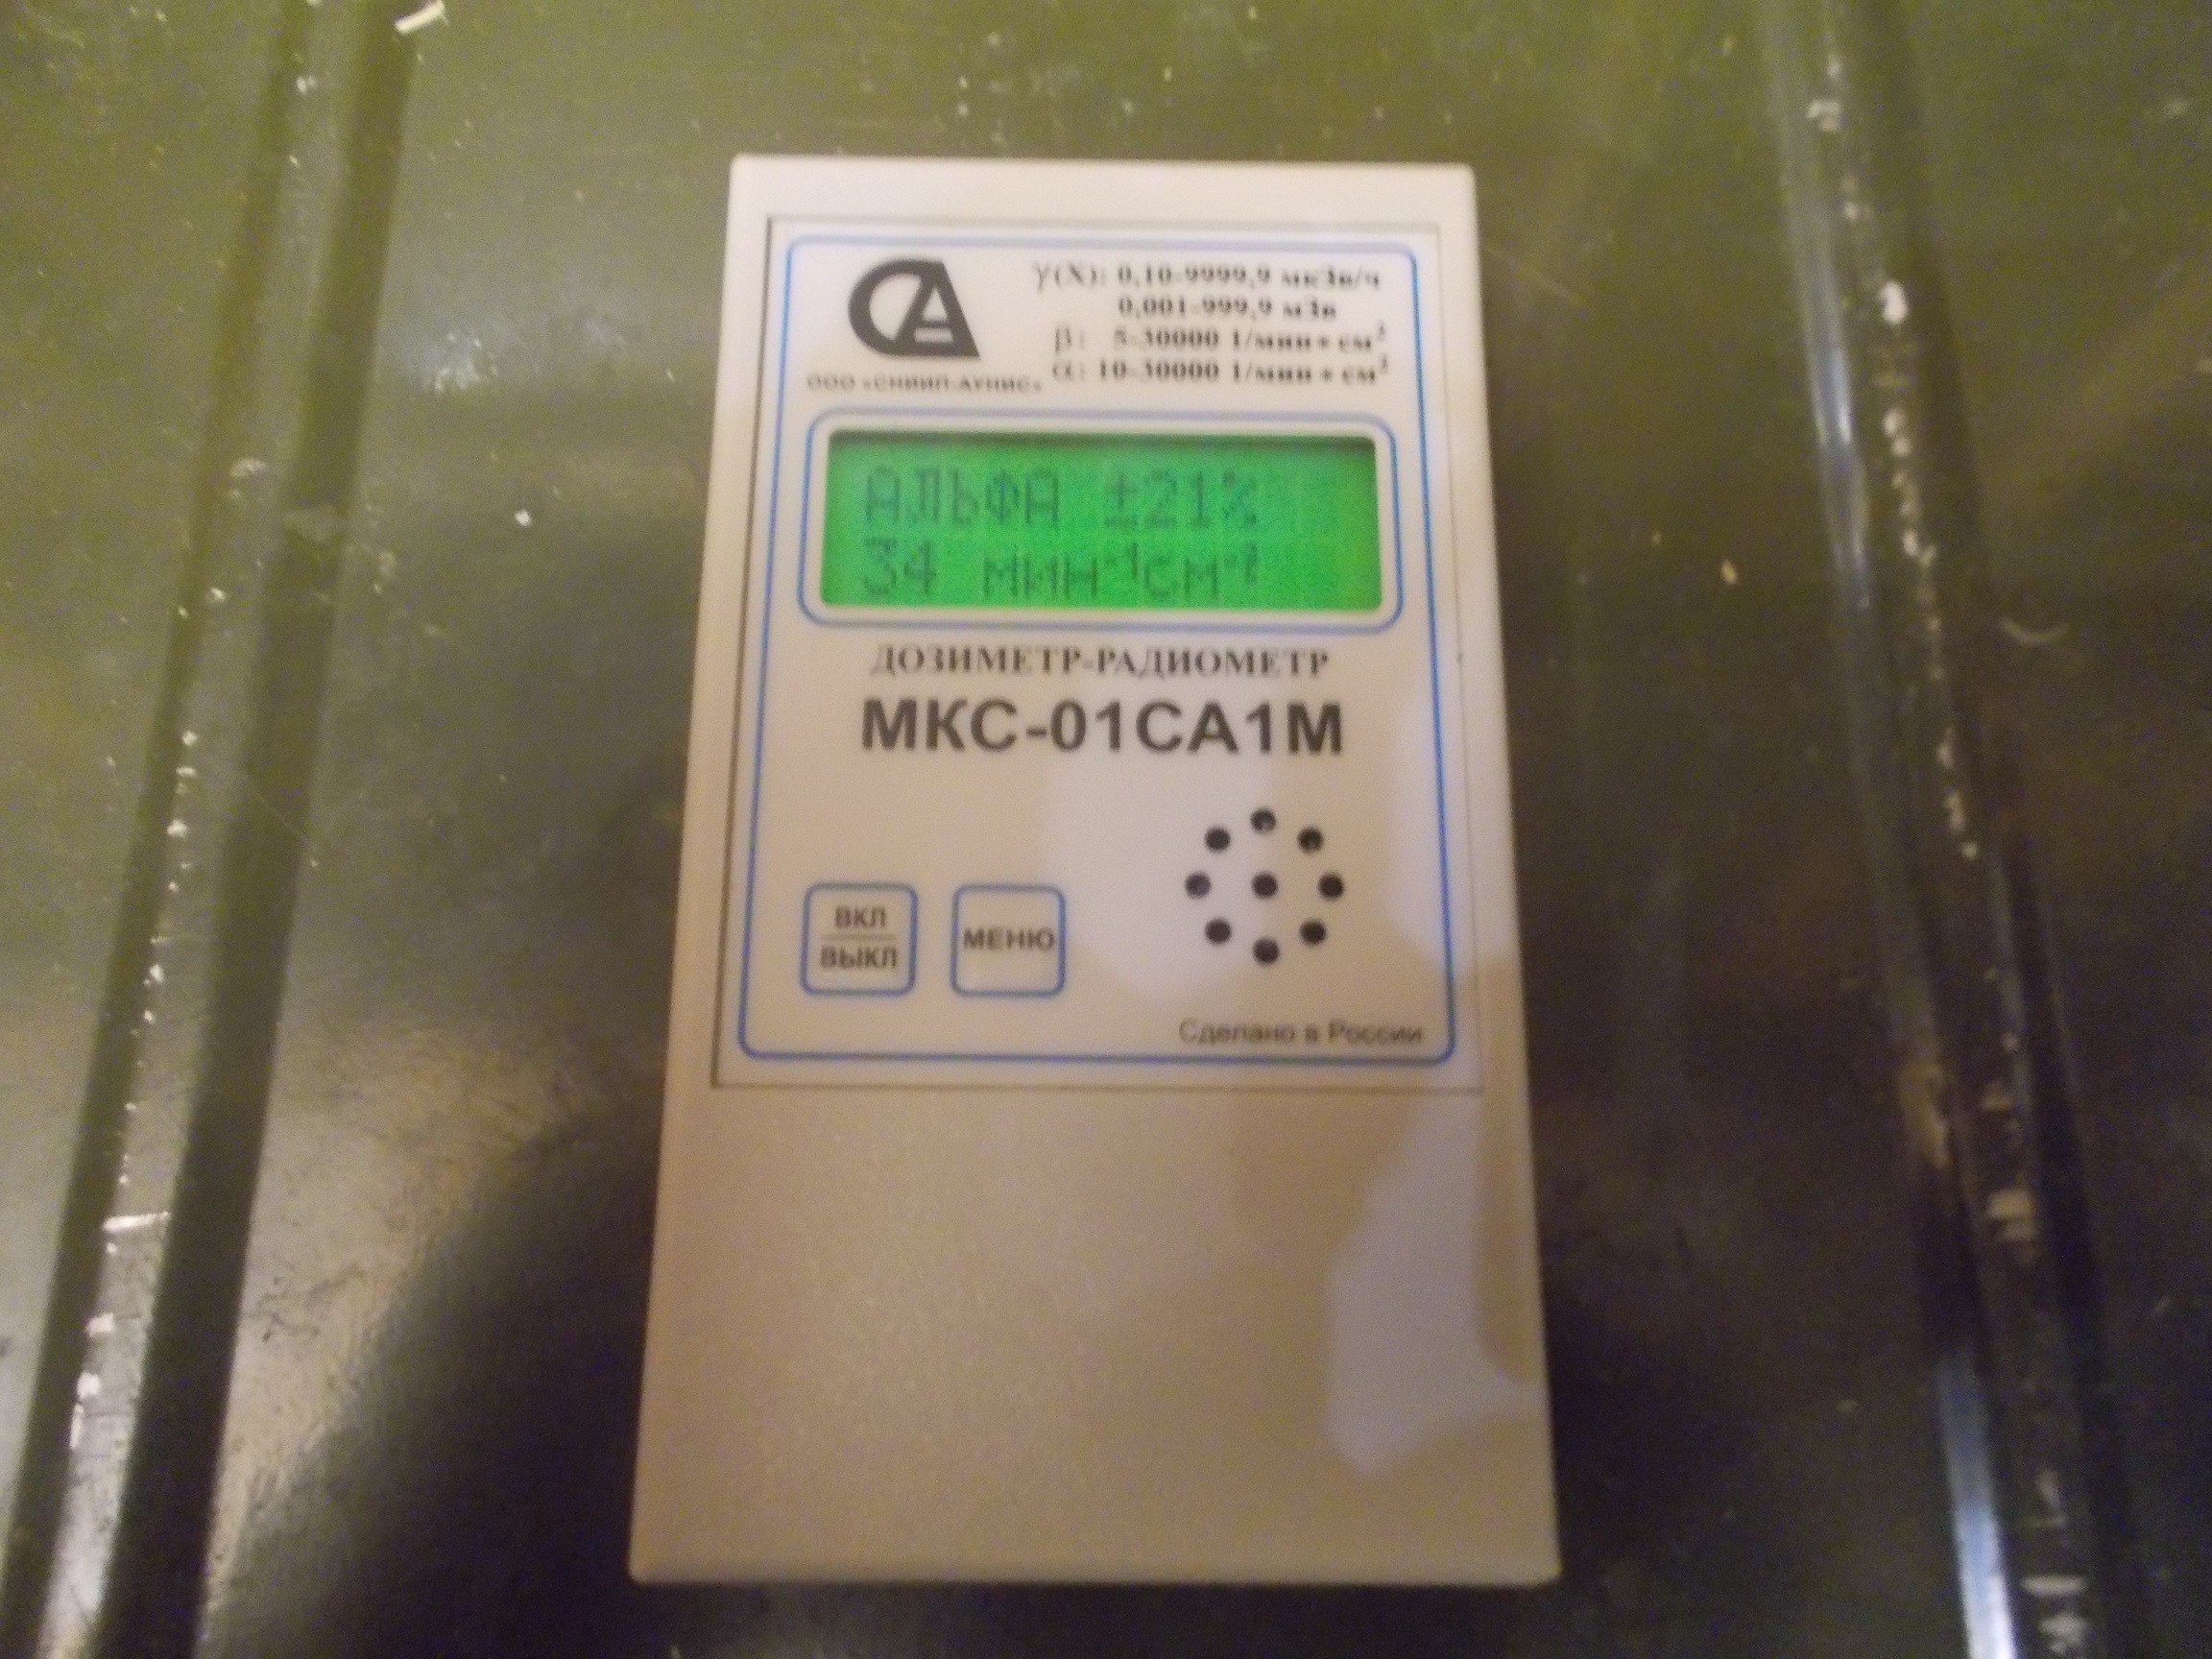 γ(X): 0,10-9999,9 мкЗв/ч
0,001-999,9 мЗв
β: 5-30000 1/мин * см²
α: 10-30000 1/мин * см²
ООО «СНИИП-АУНИС»
АЛЬФА ±21%
34 мин⁻¹см⁻²
ДОЗИМЕТР-РАДИОМЕТР
МКС-01СА1М
ВКЛ
ВЫКЛ
МЕНЮ
Сделано в России